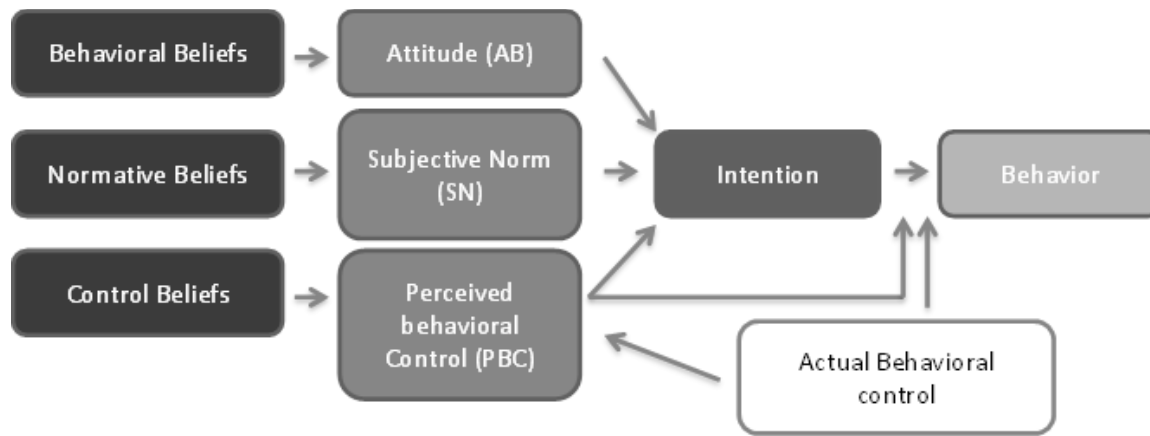 Behavioral Beliefs
Attitude (AB)
Normative Beliefs
Subjective Norm
(SN)
Intention
Behavior
Control Beliefs
Perceived
behavioral
Control (PBC)
Actual Behavioral
control